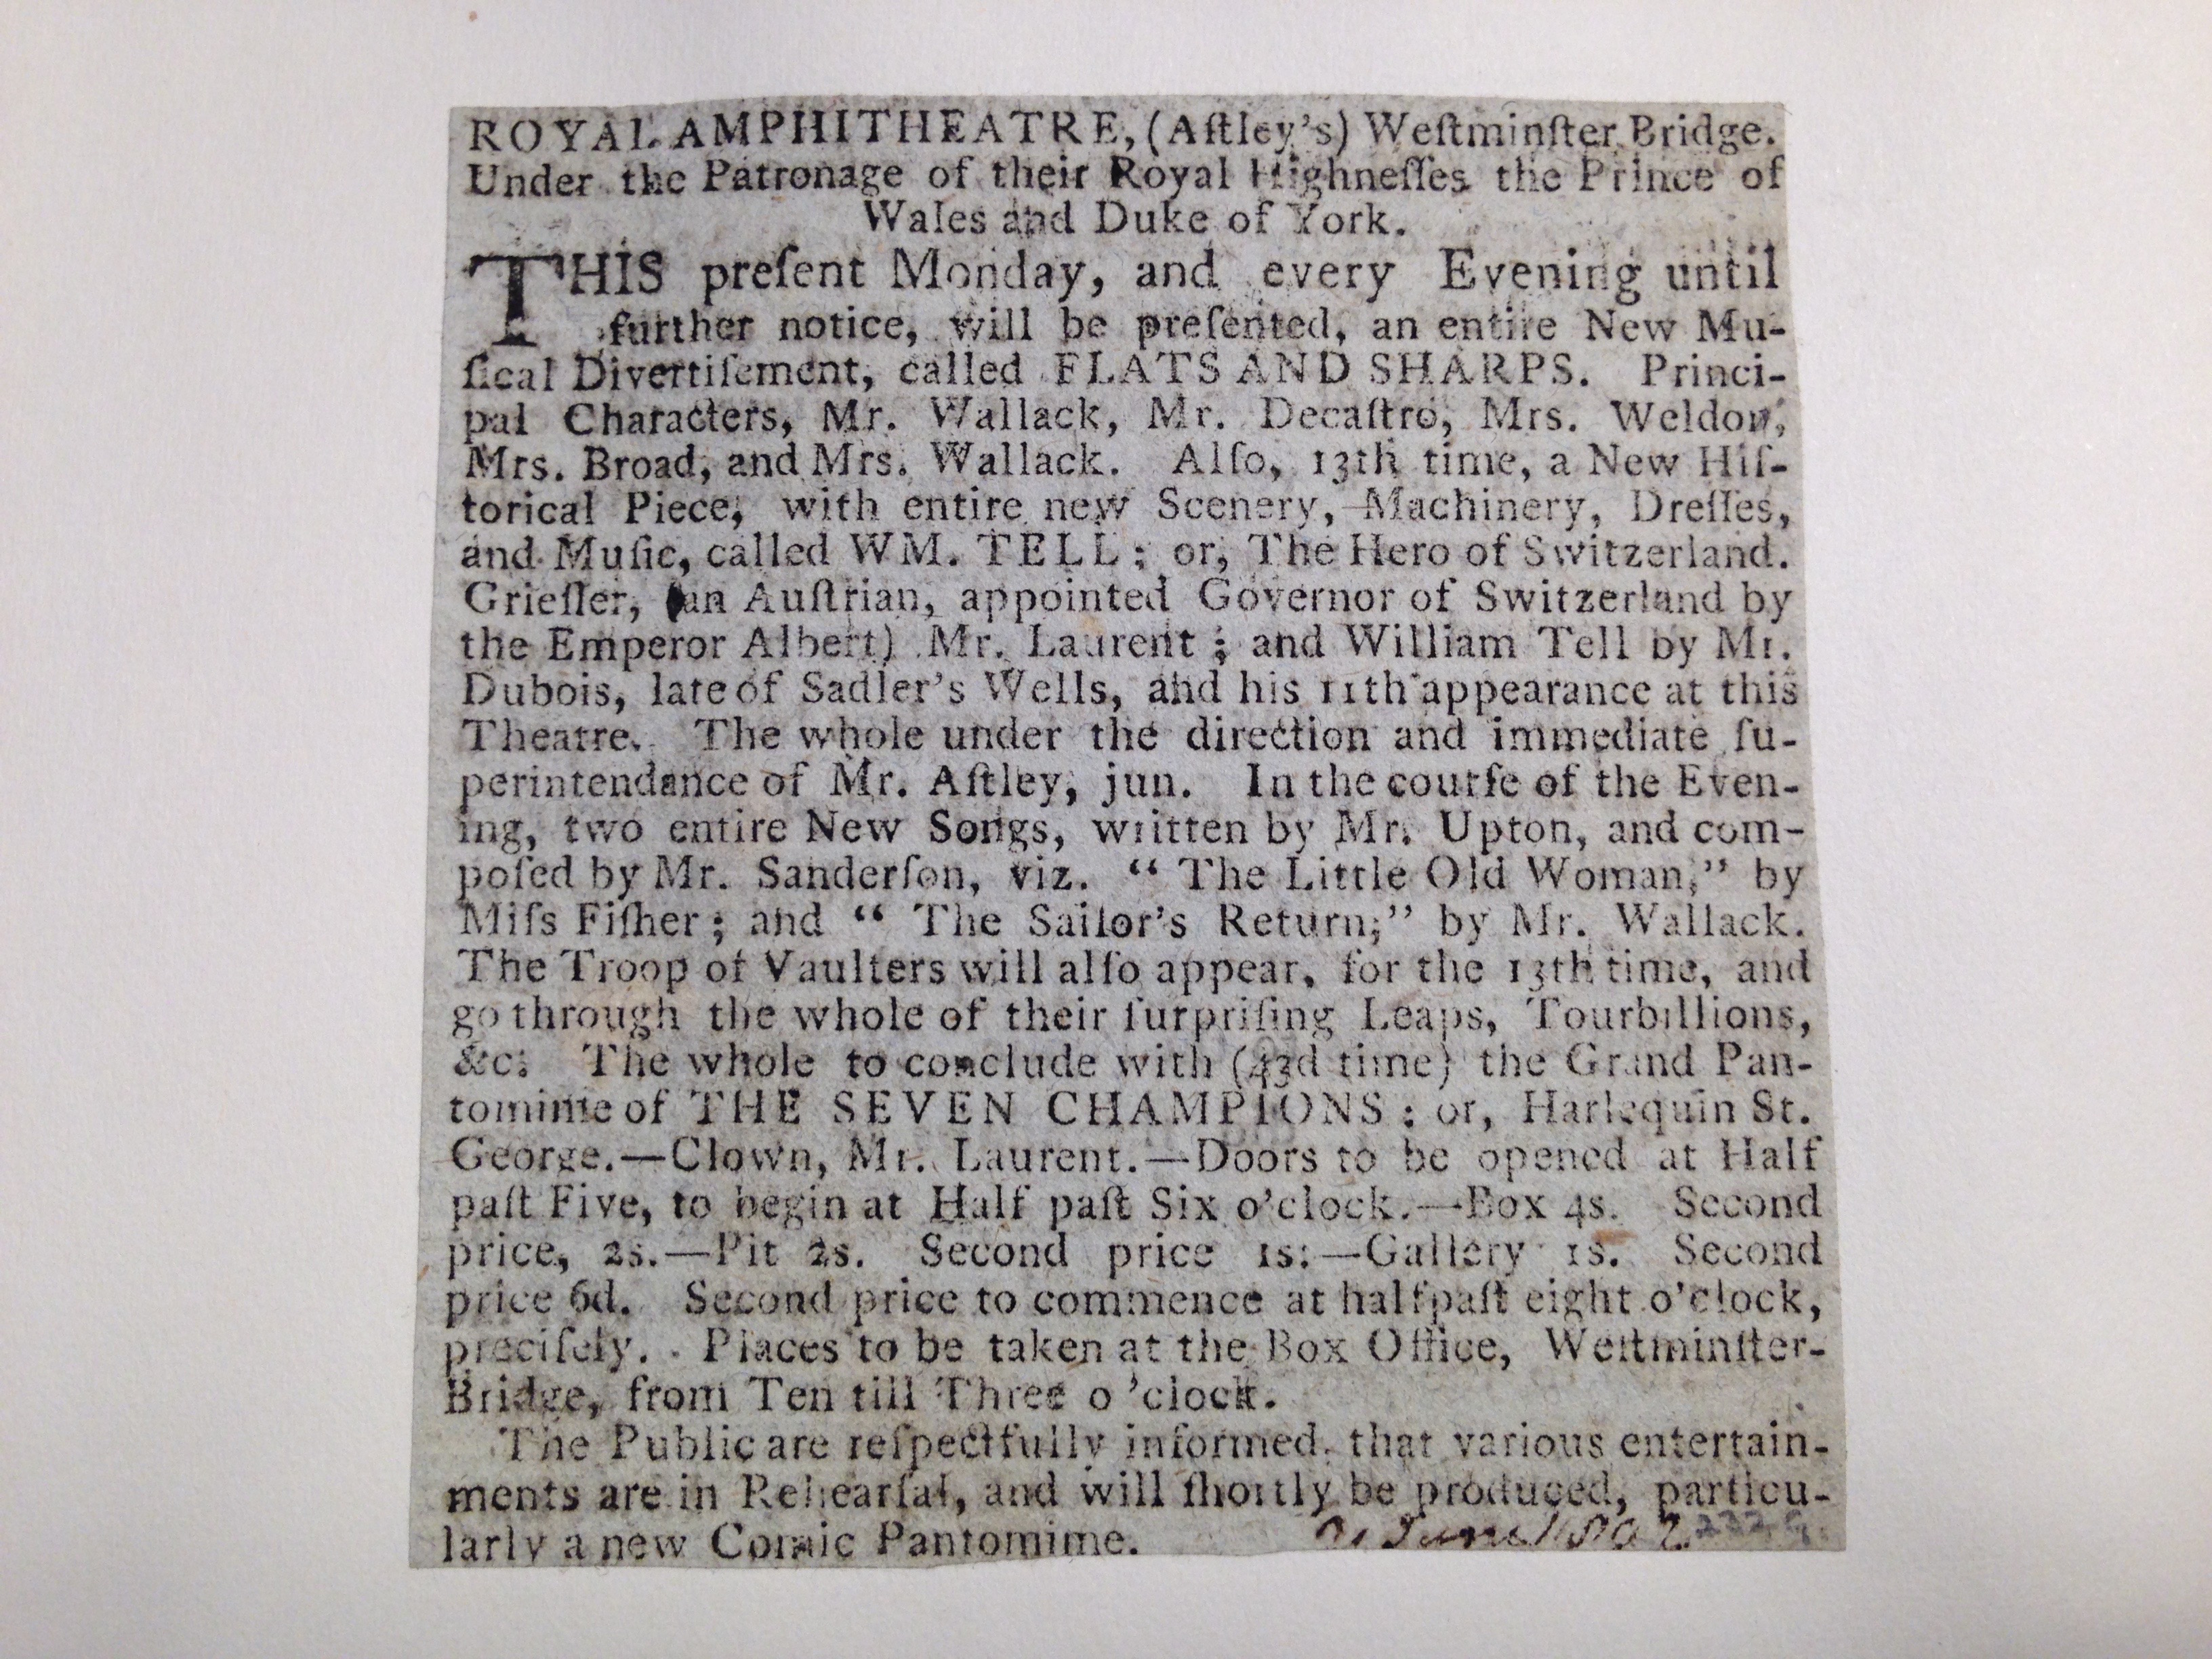 ROYAL AMPHITHEATRE, (Aſtley's) Weſtminſter Bridge.
Under the Patronage of their Royal Highneſſes the Prince of
Wales and Duke of York.
THIS preſent Monday, and every Evening until
further notice, will be preſented, an entire New Mu-
ſical Divertiſement, called FLATS AND SHARPS. Princi-
pal Characters, Mr. Wallack, Mr. Decaſtro, Mrs. Weldon,
Mrs. Broad, and Mrs. Wallack. Alſo, 13th time, a New Hiſ-
torical Piece, with entire new Scenery, Machinery, Dreſſes,
and Muſic, called WM. TELL; or, The Hero of Switzerland.
Grieſſer, (an Auſtrian, appointed Governor of Switzerland by
the Emperor Albert) Mr. Laurent; and William Tell by Mr.
Dubois, late of Sadler's Wells, and his 11th appearance at this
Theatre. The whole under the direction and immediate ſu-
perintendance of Mr. Aſtley, jun. In the courſe of the Even-
ing, two entire New Songs, written by Mr. Upton, and com-
poſed by Mr. Sanderſon, viz. "The Little Old Woman," by
Miſs Fiſher; and "The Sailor's Return," by Mr. Wallack.
The Troop of Vaulters will alſo appear, for the 13th time, and
go through the whole of their ſurpriſing Leaps, Tourbillions,
&c. The whole to conclude with (43d time) the Grand Pan-
tomime of THE SEVEN CHAMPIONS: or, Harlequin St.
George.—Clown, Mr. Laurent.—Doors to be opened at Half
paſt Five, to begin at Half paſt Six o'clock.—Box 4s. Second
price, 2s.—Pit 2s. Second price 1s.—Gallery 1s. Second
price 6d. Second price to commence at half paſt eight o'clock,
preciſely. Places to be taken at the Box Office, Weſtminſter-
Bridge, from Ten till Three o'clock.
The Public are reſpectfully informed, that various entertain-
ments are in Rehearſal, and will ſhortly be produced, particu-
larly a new Comic Pantomime. June 1802